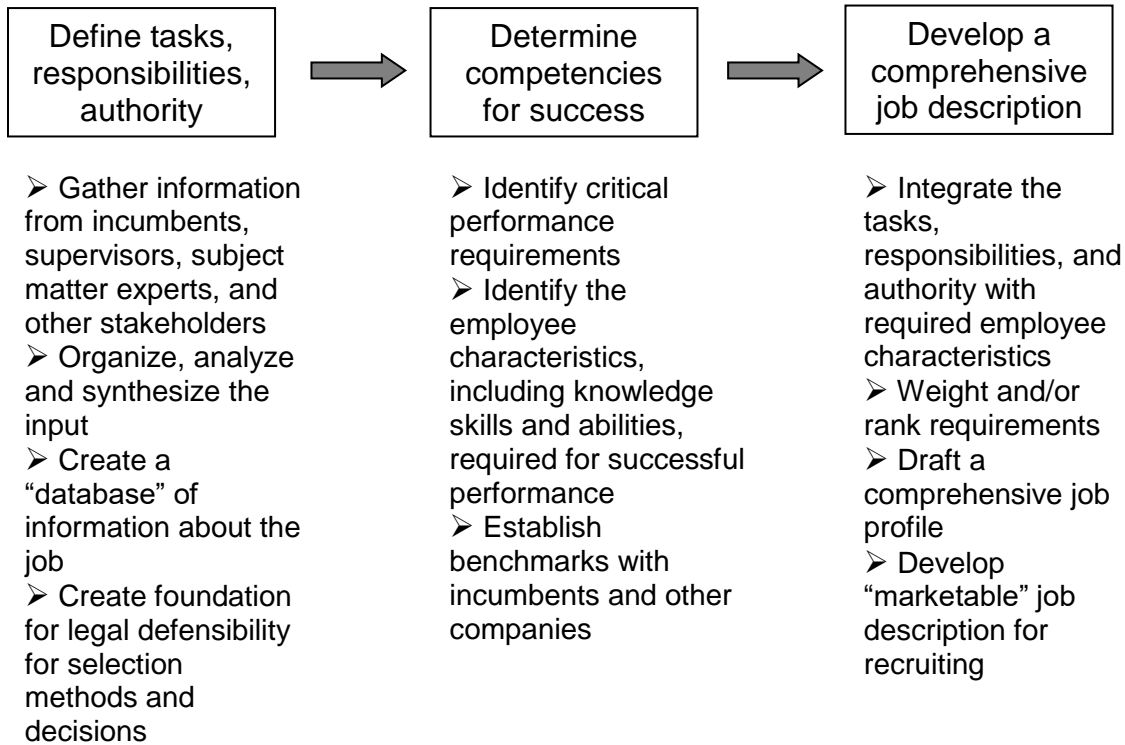 Define tasks,
responsibilities,
authority
Determine
competencies
for success
Develop a
comprehensive
job description
➢ Gather information
from incumbents,
supervisors, subject
matter experts, and
other stakeholders
➢ Organize, analyze
and synthesize the
input
➢ Create a
“database” of
information about the
job
➢ Create foundation
for legal defensibility
for selection
methods and
decisions
➢ Identify critical
performance
requirements
➢ Identify the
employee
characteristics,
including knowledge
skills and abilities,
required for successful
performance
➢ Establish
benchmarks with
incumbents and other
companies
➢ Integrate the
tasks,
responsibilities, and
authority with
required employee
characteristics
➢ Weight and/or
rank requirements
➢ Draft a
comprehensive job
profile
➢ Develop
“marketable” job
description for
recruiting